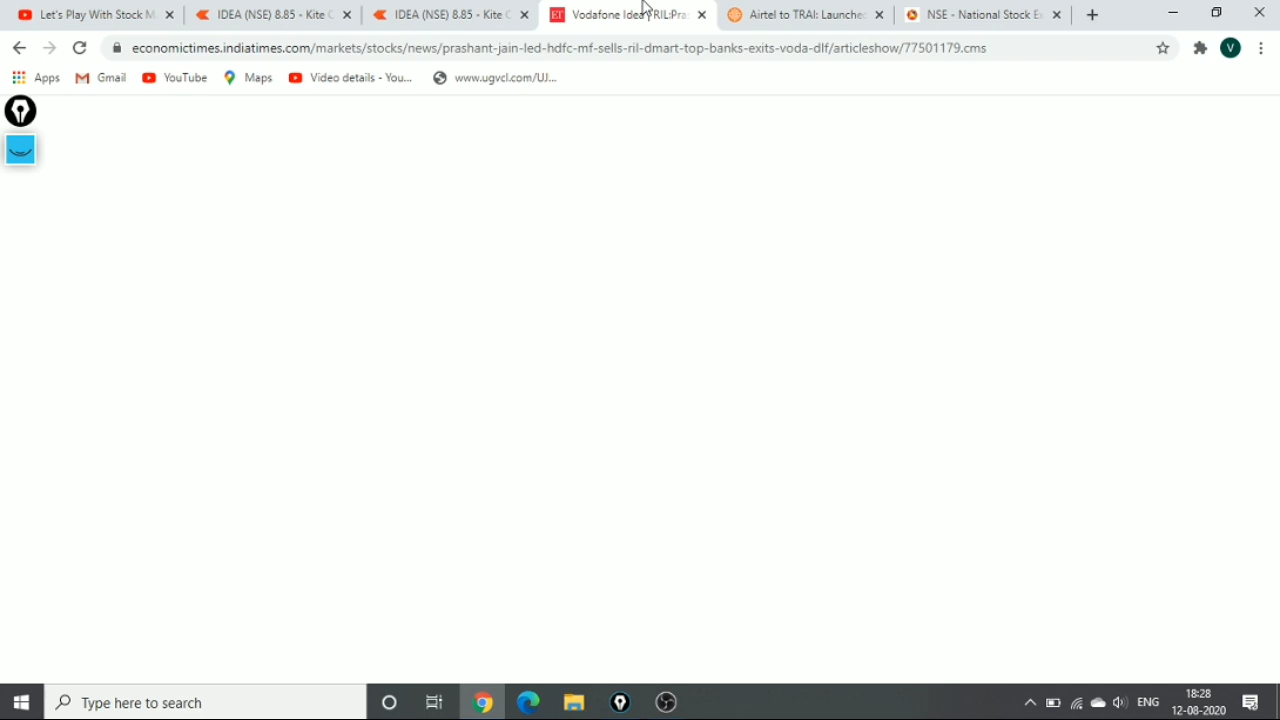 Let's Play With Stock M
IDEA (NSE) 8.85 - Kite C
IDEA (NSE) 8.85 - Kite C
Vodafone Idea RIL:Pra
Airtel to TRAI: Launched
NSE - National Stock E
economictimes.indiatimes.com/markets/stocks/news/prashant-jain-led-hdfc-mf-sells-ril-dmart-top-banks-exits-voda-dlf/articleshow/77501179.cms
V
Apps
Gmail
YouTube
Maps
Video details - You...
www.ugvcl.com/UJ...
Type here to search
ENG
18:28
12-08-2020